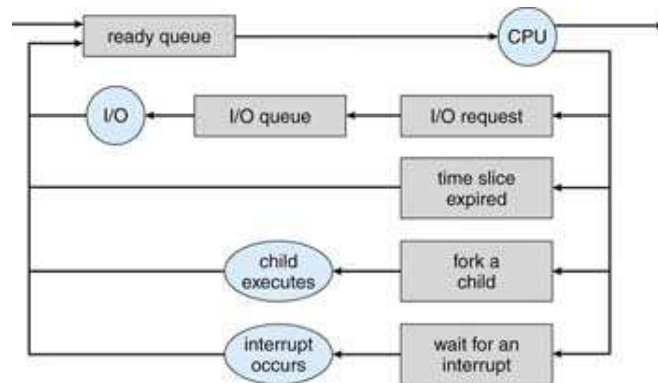 ready queue
CPU
I/O
I/O queue
I/O request
time slice
expired
child
executes
fork a
child
interrupt
occurs
wait for an
interrupt